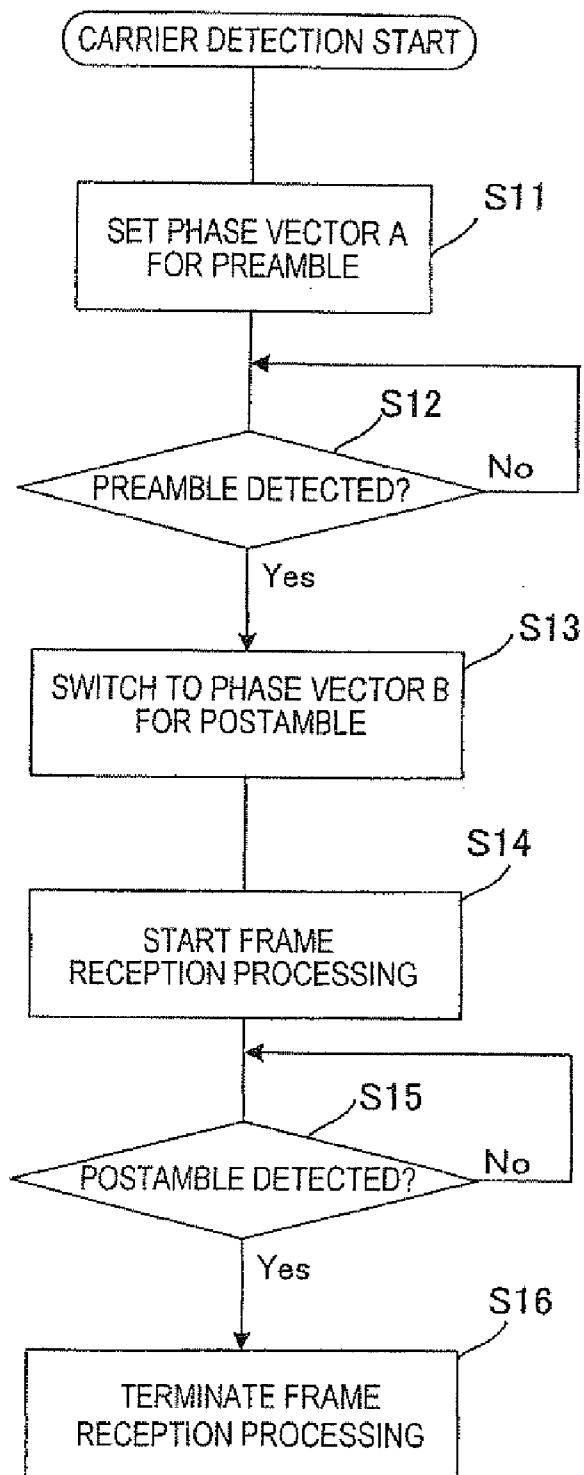 CARRIER DETECTION START
S11
SET PHASE VECTOR A
FOR PREAMBLE
S12
PREAMBLE DETECTED?
No
Yes
S13
SWITCH TO PHASE VECTOR B
FOR POSTAMBLE
S14
START FRAME
RECEPTION PROCESSING
S15
POSTAMBLE DETECTED?
No
Yes
S16
TERMINATE FRAME
RECEPTION PROCESSING